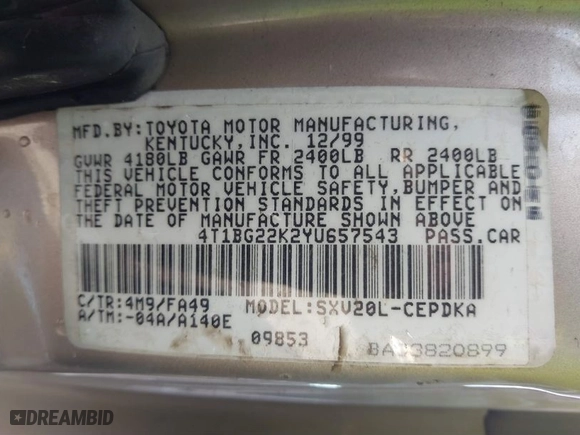 MFD.BY:TOYOTA MOTOR MANUFACTURING,
KENTUCKY,INC. 12/99
GVWR 4180LB GAWR FR 2400LB RR 2400LB
THIS VEHICLE CONFORMS TO ALL APPLICABLE
FEDERAL MOTOR VEHICLE SAFETY,BUMPER AND
THEFT PREVENTION STANDARDS IN EFFECT ON
THE DATE OF MANUFACTURE SHOWN ABOVE
4T1BG22K2YU657543 PASS.CAR
C/TR:4M9/FA49 MODEL:SXV20L-CEPDKA
A/TM:-04A/A140E
09853
DREAMBID